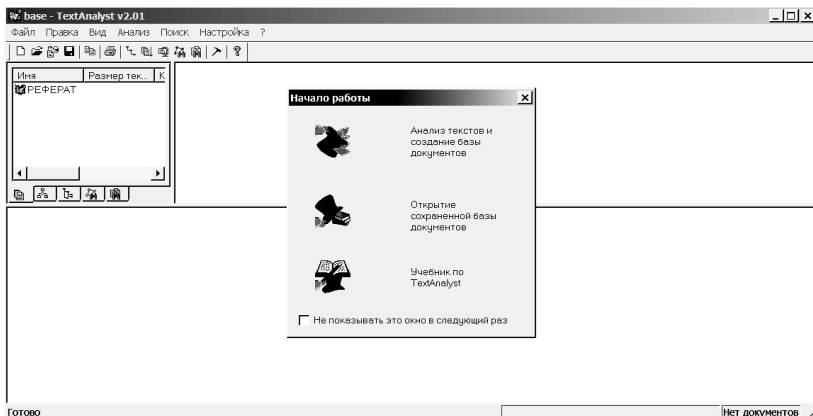 base - TextAnalyst v2.01
Файл Правка Вид Анализ Поиск Настройка ?
Имя Размер тек... К
РЕФЕРАТ
Начало работы
Анализ текстов и
создание базы
документов
Открытие
сохраненной базы
документов
Учебник по
TextAnalyst
Не показывать это окно в следующий раз
Готово Нет документов